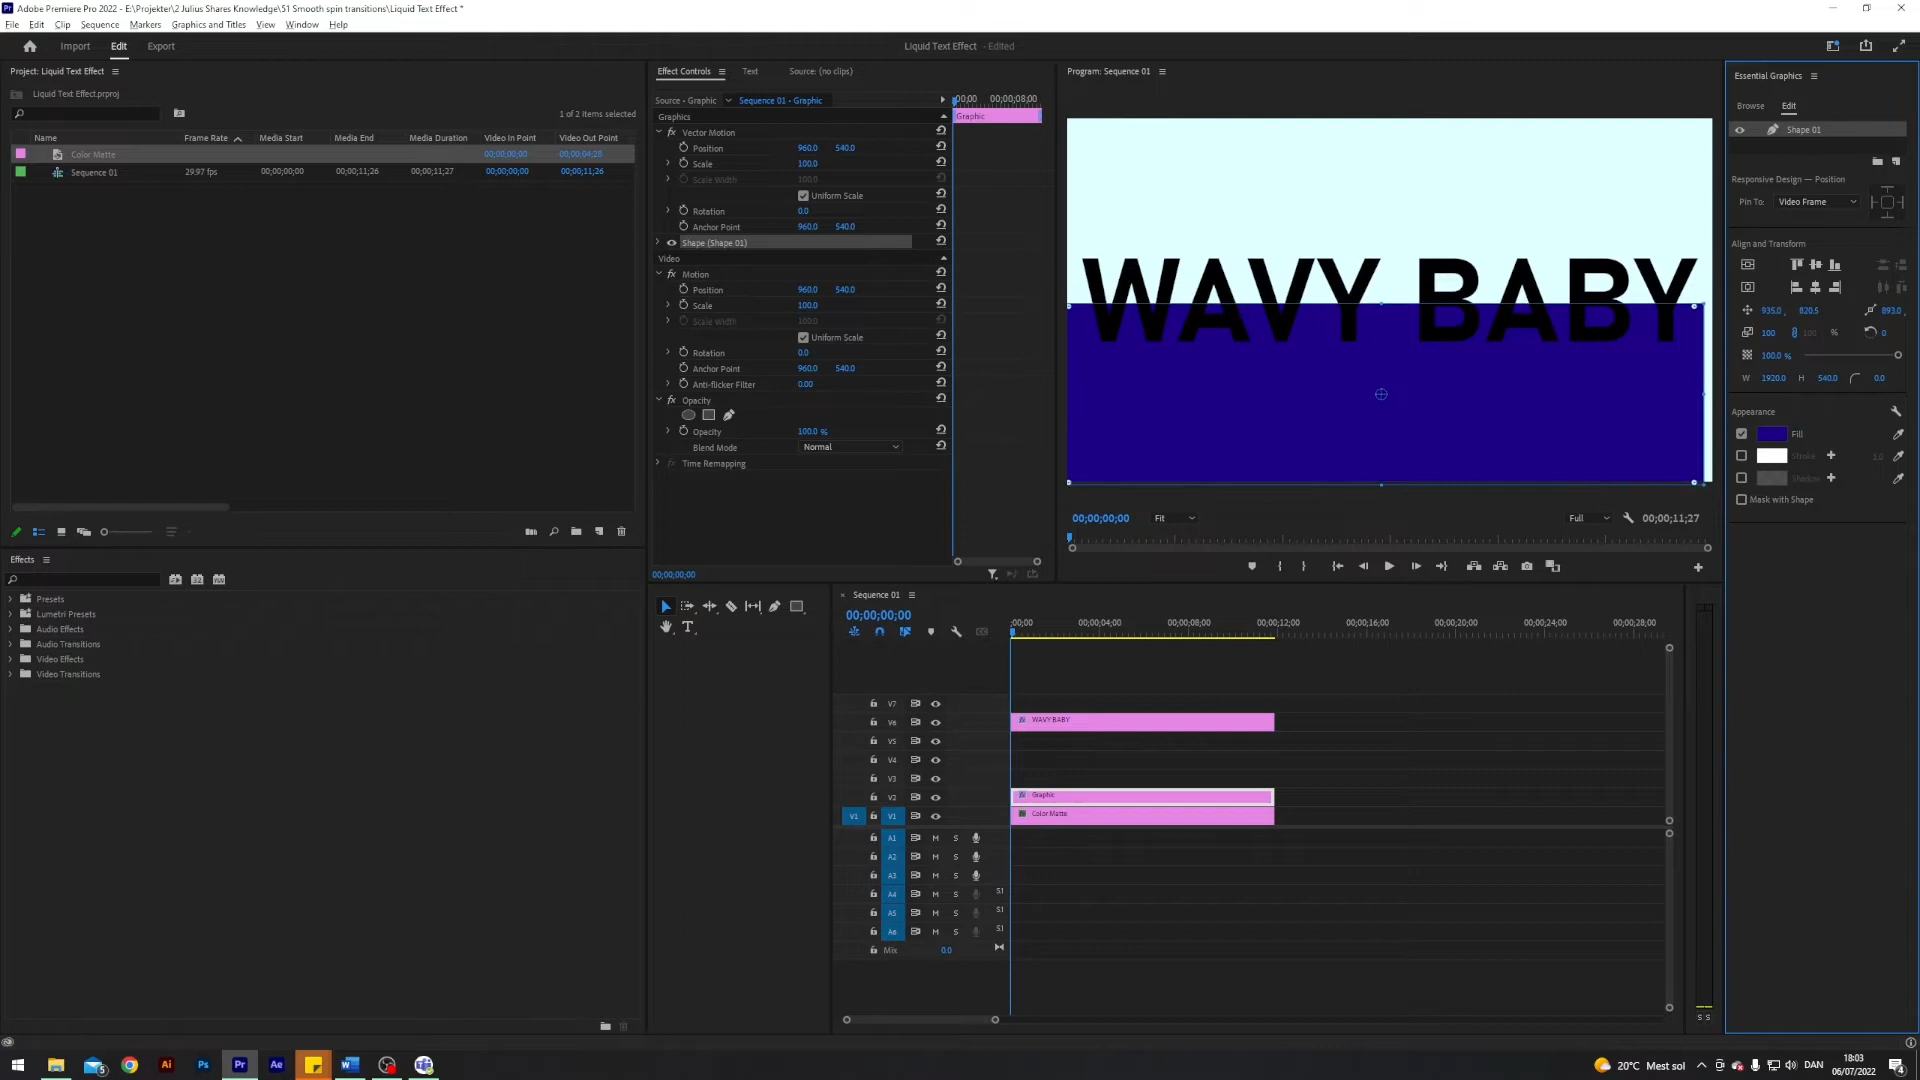 Adobe Premiere Pro 2022 - E:\Projekter\2 Julius Shares Knowledge\51 Smooth spin transitions\Liquid Text Effect *
File Edit Clip Sequence Markers Graphics and Titles View Window Help
Import Edit Export
Liquid Text Effect - Edited
Project: Liquid Text Effect
Liquid Text Effect.prproj
1 of 2 items selected
Name Frame Rate Media Start Media End Media Duration Video In Point Video Out Point
Color Matte 00;00;00;00 00;00;04;28
Sequence 01 29.97 fps 00;00;00;00 00;00;11;26 00;00;11;27 00;00;00;00 00;00;11;26
Effects
Presets
Lumetri Presets
Audio Effects
Audio Transitions
Video Effects
Video Transitions
Effect Controls Text Source: (no clips)
Source - Graphic Sequence 01 - Graphic
;00;00 00;00;08;00
Graphic
Graphics
fx Vector Motion
Position 960.0 540.0
Scale 100.0
Scale Width 100.0
Uniform Scale
Rotation 0.0
Anchor Point 960.0 540.0
Shape (Shape 01)
Video
fx Motion
Position 960.0 540.0
Scale 100.0
Scale Width 100.0
Uniform Scale
Rotation 0.0
Anchor Point 960.0 540.0
Anti-flicker Filter 0.00
fx Opacity
Opacity 100.0 %
Blend Mode Normal
fx Time Remapping
00;00;00;00
Program: Sequence 01
WAVY BABY
00;00;00;00 Fit Full 00;00;11;27
Essential Graphics
Browse Edit
Shape 01
Responsive Design — Position
Pin To: Video Frame
Align and Transform
935.0 , 820.5 893.0 ,
100 100 % 0
100.0 %
W 1920.0 H 540.0 0.0
Appearance
Fill
Stroke 1.0
Shadow
Mask with Shape
Sequence 01
00;00;00;00
;00;00 00;00;04;00 00;00;08;00 00;00;12;00 00;00;16;00 00;00;20;00 00;00;24;00 00;00;28;00
V7
V6 WAVY BABY
V5
V4
V3
V2 Graphic
V1 V1 Color Matte
A1 M S
A2 M S
A3 M S
A4 M S S1
A5 M S S1
A6 M S S1
Mix 0.0
S S
20°C Mest sol DAN 18:03
06/07/2022